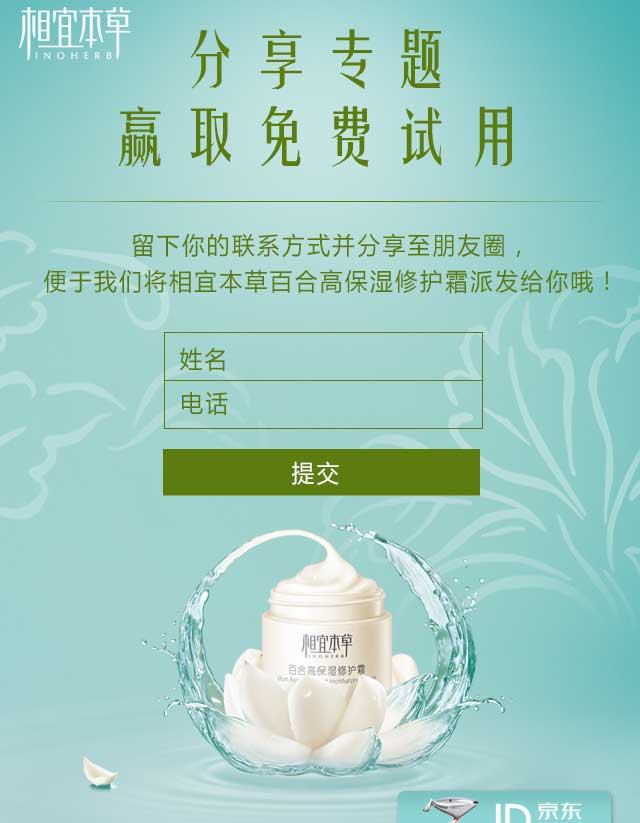 相宜本草
INOHERB
分享专题
赢取免费试用
留下你的联系方式并分享至朋友圈，
便于我们将相宜本草百合高保湿修护霜派发给你哦！
姓名
电话
提交
相宜本草
INOHERB
百合高保湿修护霜
Moisturizing
JD 京东